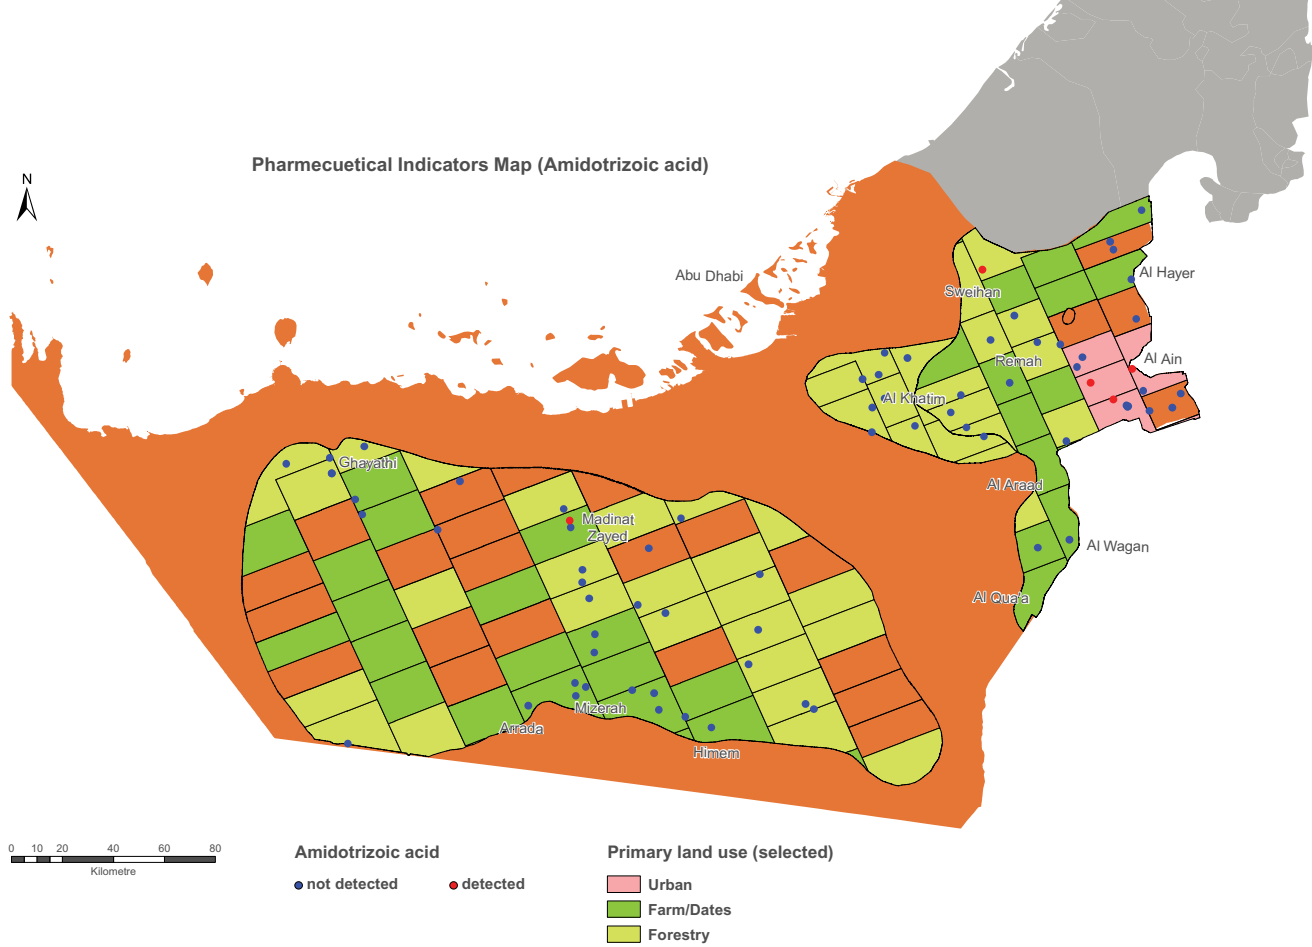 Pharmecuetical Indicators Map (Amidotrizoic acid)
N
Abu Dhabi
Al Hayer
Sweihan
Al Ain
Remah
Al Khatim
Ghayathi
Al Araad
Madinat
Zayed
Al Wagan
Al Qua'a
Mizerah
Arrada
Himem
0 10 20 40 60 80
Kilometre
Amidotrizoic acid
not detected
detected
Primary land use (selected)
Urban
Farm/Dates
Forestry